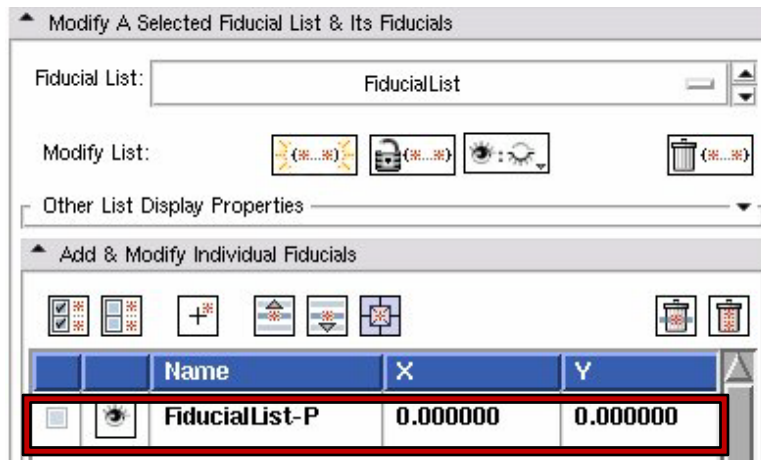 Modify A Selected Fiducial List & Its Fiducials
Fiducial List: FiducialList
Modify List:
Other List Display Properties
Add & Modify Individual Fiducials
Name X Y
FiducialList-P 0.000000 0.000000